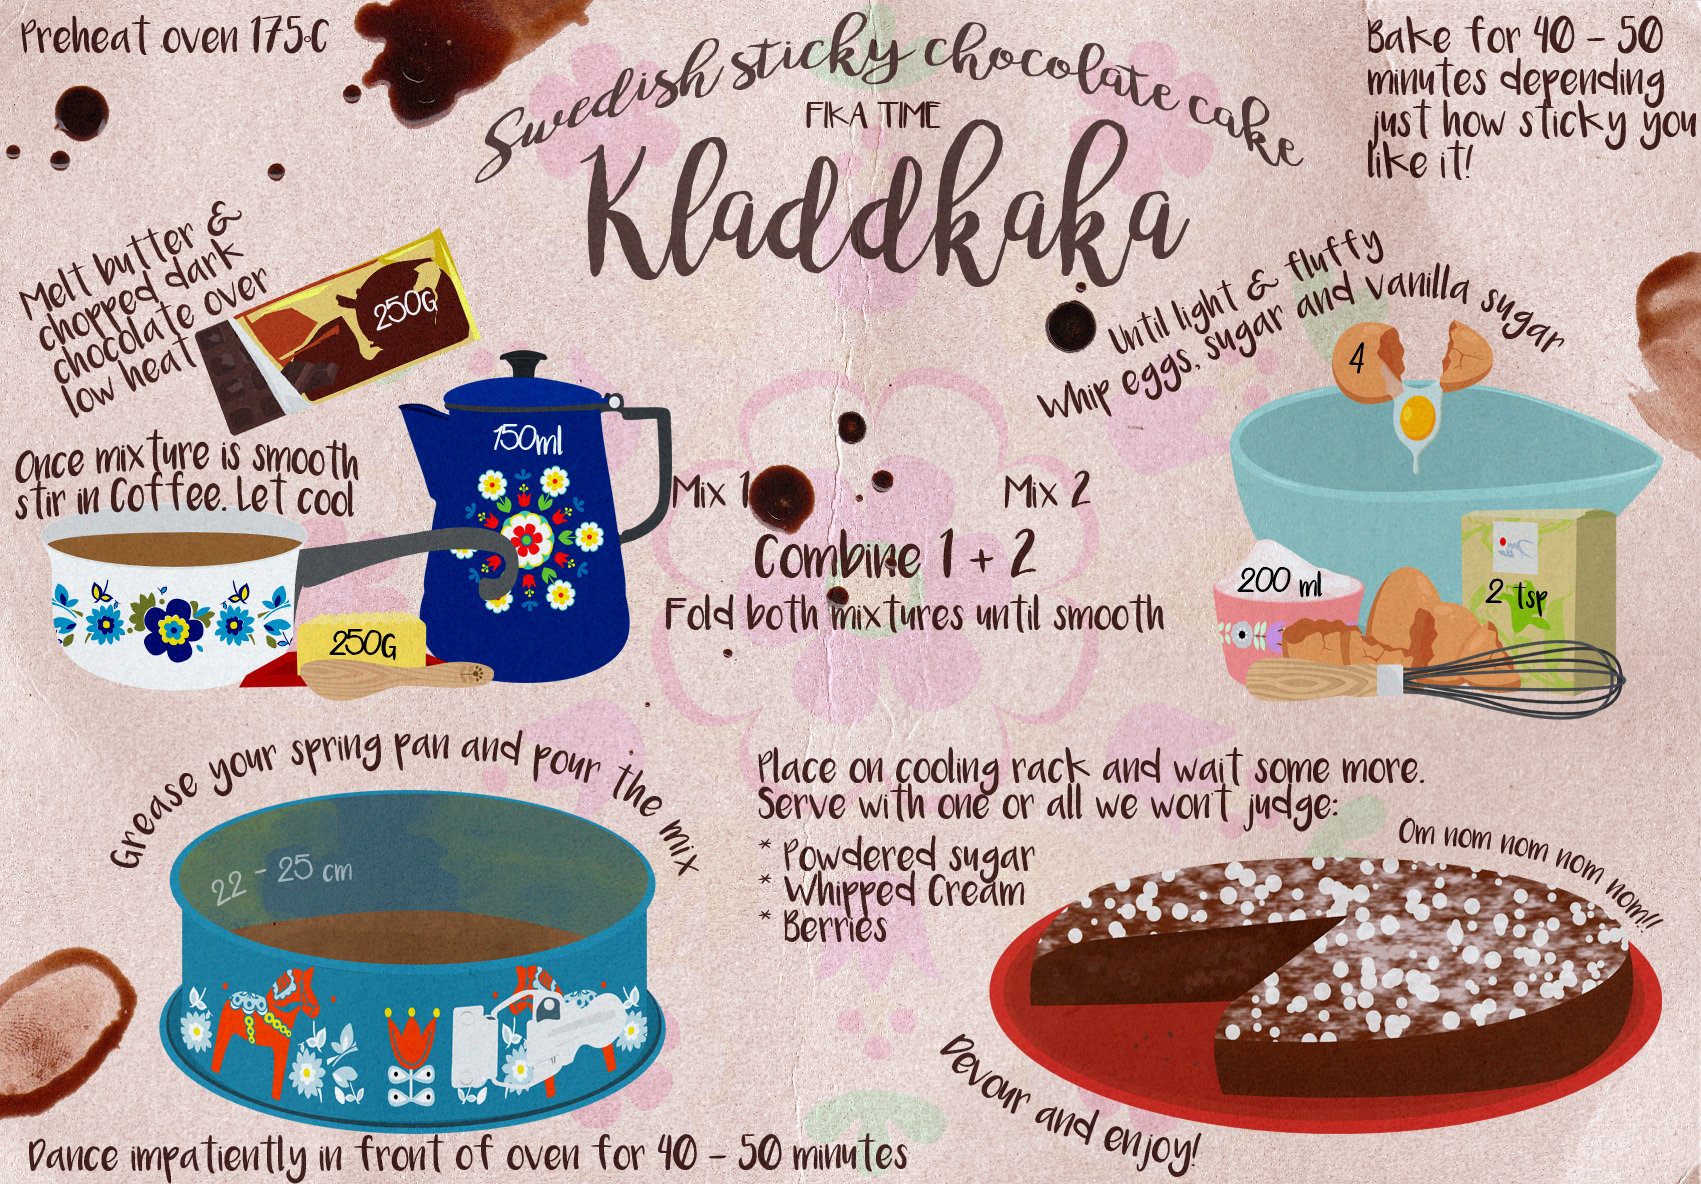 Preheat oven 175°C
Swedish sticky chocolate cake
FIKA TIME
Kladdkaka
Bake for 40 - 50
minutes depending
just how sticky you
like it!
Melt butter &
chopped dark
chocolate over
low heat
250G
Once mixture is smooth
stir in Coffee. Let cool
150ml
250G
Mix 1
Mix 2
Combine 1 + 2
Fold both mixtures until smooth
Until light & fluffy
Whip eggs, sugar and vanilla sugar
4
200 ml
2 tsp
Grease your spring pan and pour the mix
22 - 25 cm
Dance impatiently in front of oven for 40 - 50 minutes
Place on cooling rack and wait some more.
Serve with one or all we won't judge:
* Powdered sugar
* Whipped Cream
* Berries
Om nom nom nom nom!!
Devour and enjoy!